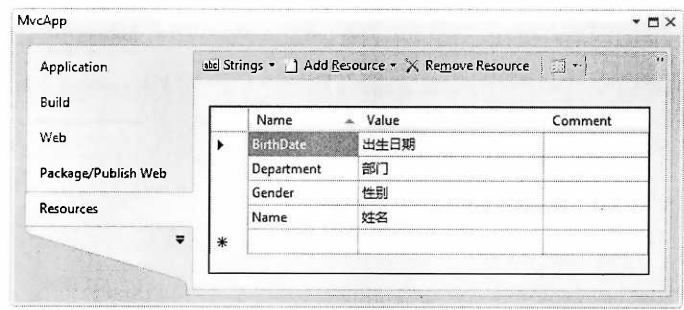 MvcApp
Application
Build
Web
Package/Publish Web
Resources
abc Strings Add Resource Remove Resource
Name Value Comment
BirthDate 出生日期
Department 部门
Gender 性别
Name 姓名